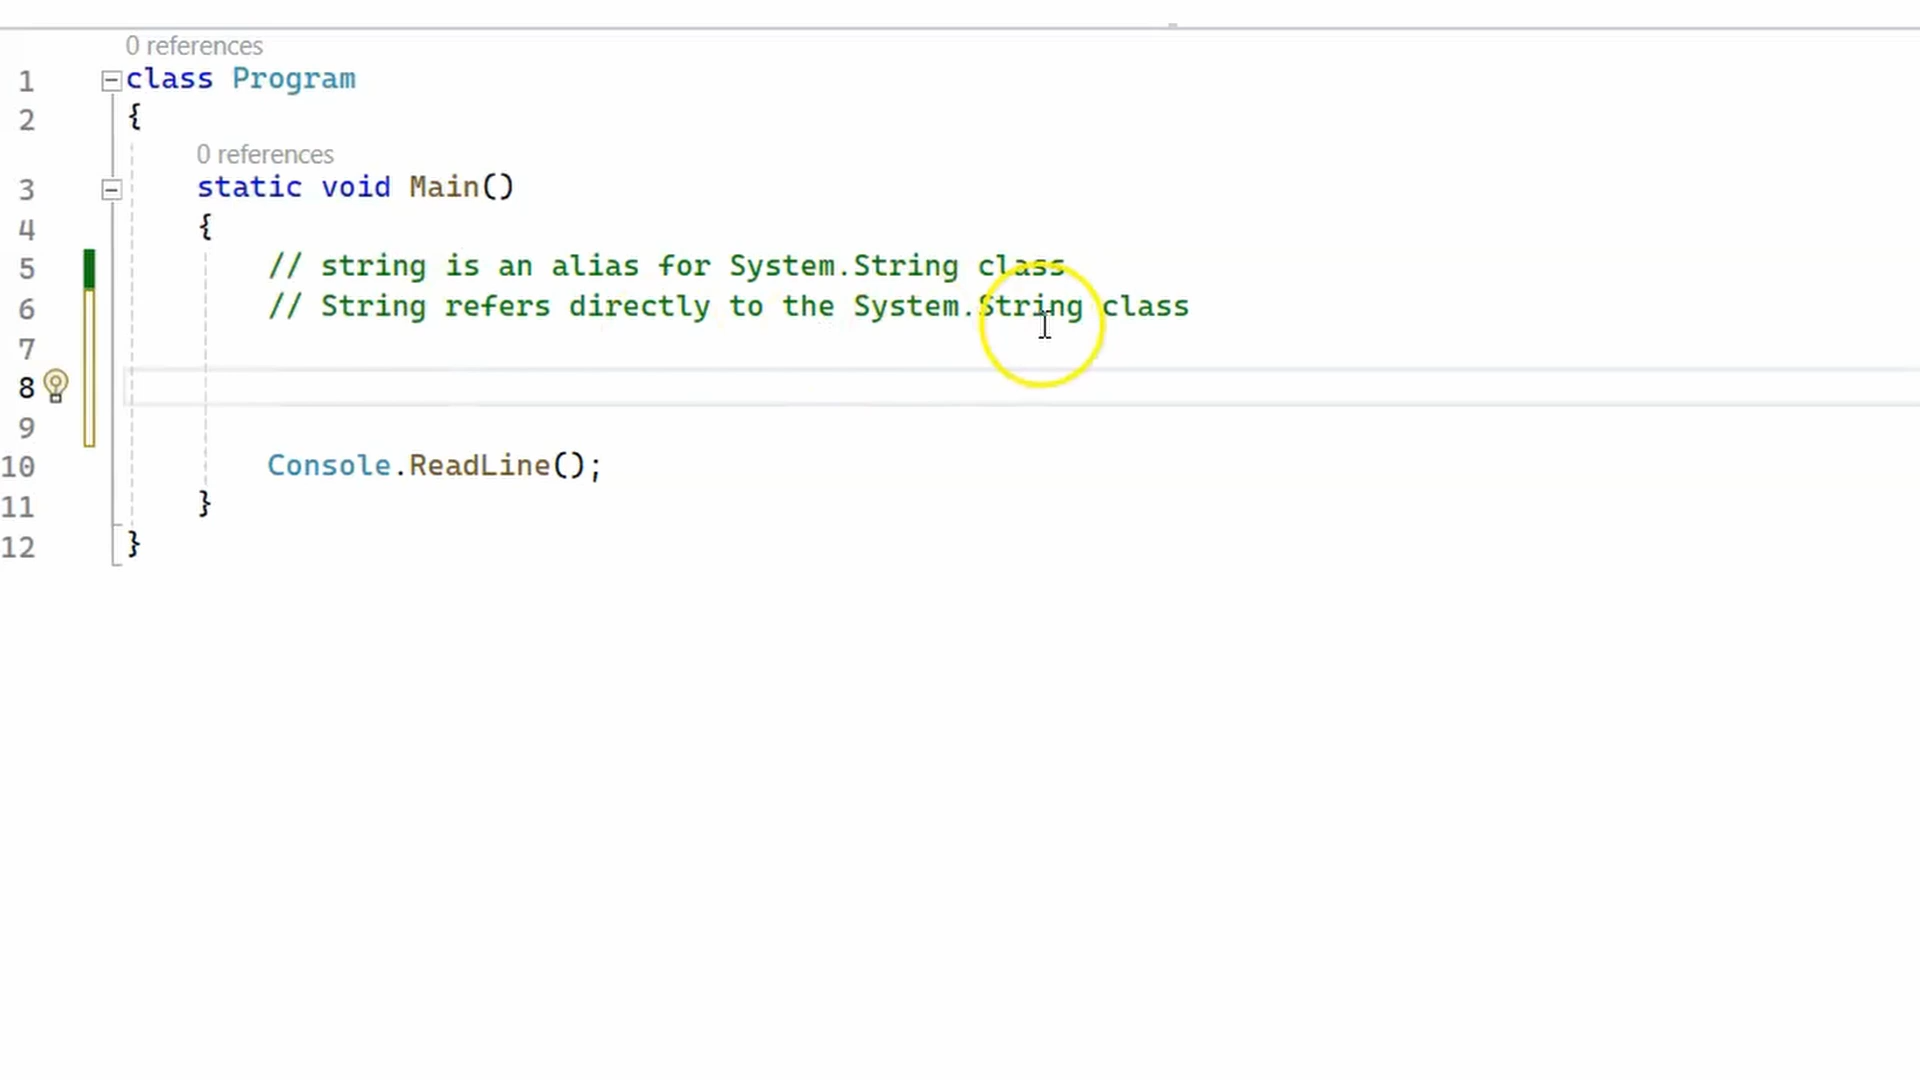 0 references
1 class Program
2 {
0 references
3 static void Main()
4 {
5 // string is an alias for System.String class
6 // String refers directly to the System.String class
7
8
9
10 Console.ReadLine();
11 }
12 }